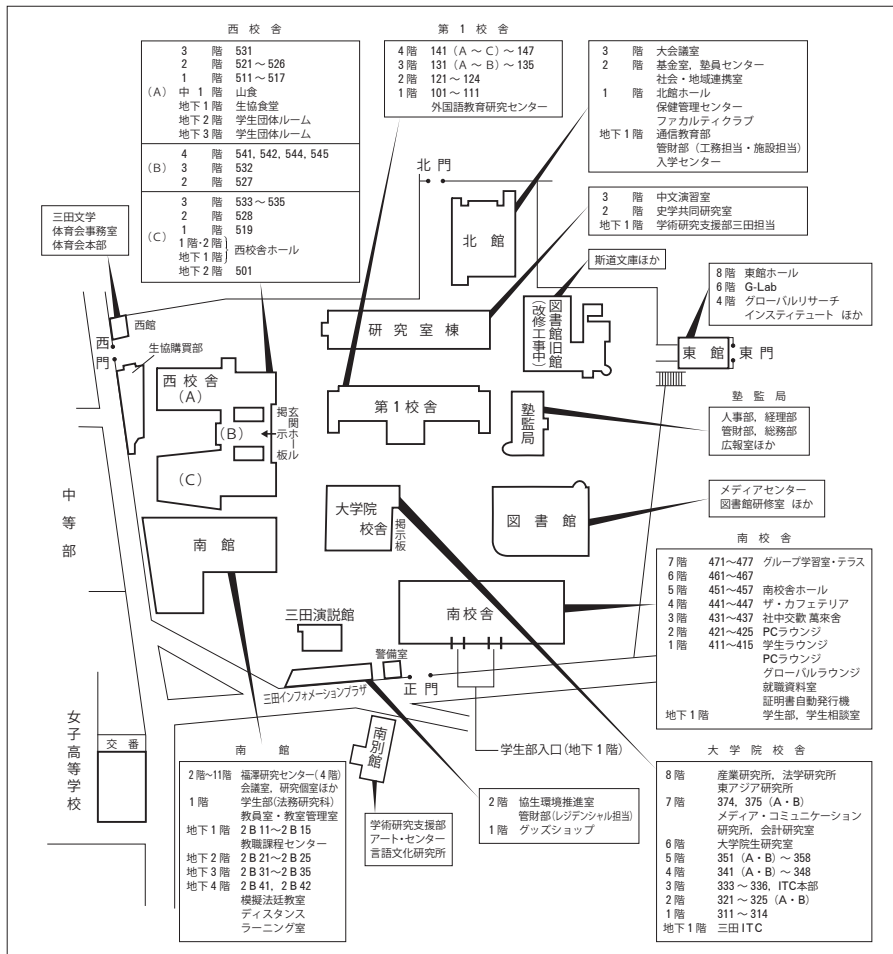 西校舎
(A)
3階 531
2階 521～526
1階 511～517
中1階 山食
地下1階 生協食堂
地下2階 学生団体ルーム
地下3階 学生団体ルーム
(B)
4階 541, 542, 544, 545
3階 532
2階 527
(C)
3階 533～535
2階 528
1階 519
1階・2階
地下1階 } 西校舎ホール
地下2階 501
第1校舎
4階 141（A～C）～147
3階 131（A～B）～135
2階 121～124
1階 101～111
外国語教育研究センター
3階 大会議室
2階 基金室，塾員センター
社会・地域連携室
1階 北館ホール
保健管理センター
ファカルティクラブ
地下1階 通信教育部
管財部（工務担当・施設担当）
入学センター
3階 中文演習室
2階 史学共同研究室
地下1階 学術研究支援部三田担当
斯道文庫ほか
8階 東館ホール
6階 G-Lab
4階 グローバルリサーチ
インスティテュート ほか
三田文学
体育会事務室
体育会本部
北門
北館
研究室棟
図書館旧館
（改修工事中）
東館
東門
西館
西門
生協購買部
西校舎
(A)
(B)
(C)
玄関ホール
掲示板
第1校舎
塾監局
塾監局
人事部，経理部
管財部，総務部
広報室ほか
メディアセンター
図書館研修室 ほか
中等部
南館
大学院
校舎
掲示板
図書館
南校舎
7階 471～477 グループ学習室・テラス
6階 461～467
5階 451～457 南校舎ホール
4階 441～447 ザ・カフェテリア
3階 431～437 社中交歡 萬來舍
2階 421～425 PCラウンジ
1階 411～415 学生ラウンジ
PCラウンジ
グローバルラウンジ
就職資料室
証明書自動発行機
地下1階 学生部，学生相談室
南校舎
三田演説館
警備室
正門
三田インフォメーションプラザ
学生部入口（地下1階）
女子高等学校
交番
南別館
南館
2階～11階 福澤研究センター（4階）
会議室，研究個室ほか
1階 学生部（法務研究科）
教員室・教室管理室
地下1階 2B11～2B15
教職課程センター
地下2階 2B21～2B25
地下3階 2B31～2B35
地下4階 2B41, 2B42
模擬法廷教室
ディスタンス
ラーニング室
学術研究支援部
アート・センター
言語文化研究所
2階 協生環境推進室
管財部（レジデンシャル担当）
1階 グッズショップ
大学院校舎
8階 産業研究所，法学研究所
東アジア研究所
7階 374, 375（A・B）
メディア・コミュニケーション
研究所，会計研究室
6階 大学院生研究室
5階 351（A・B）～358
4階 341（A・B）～348
3階 333～336, ITC本部
2階 321～325（A・B）
1階 311～314
地下1階 三田ITC